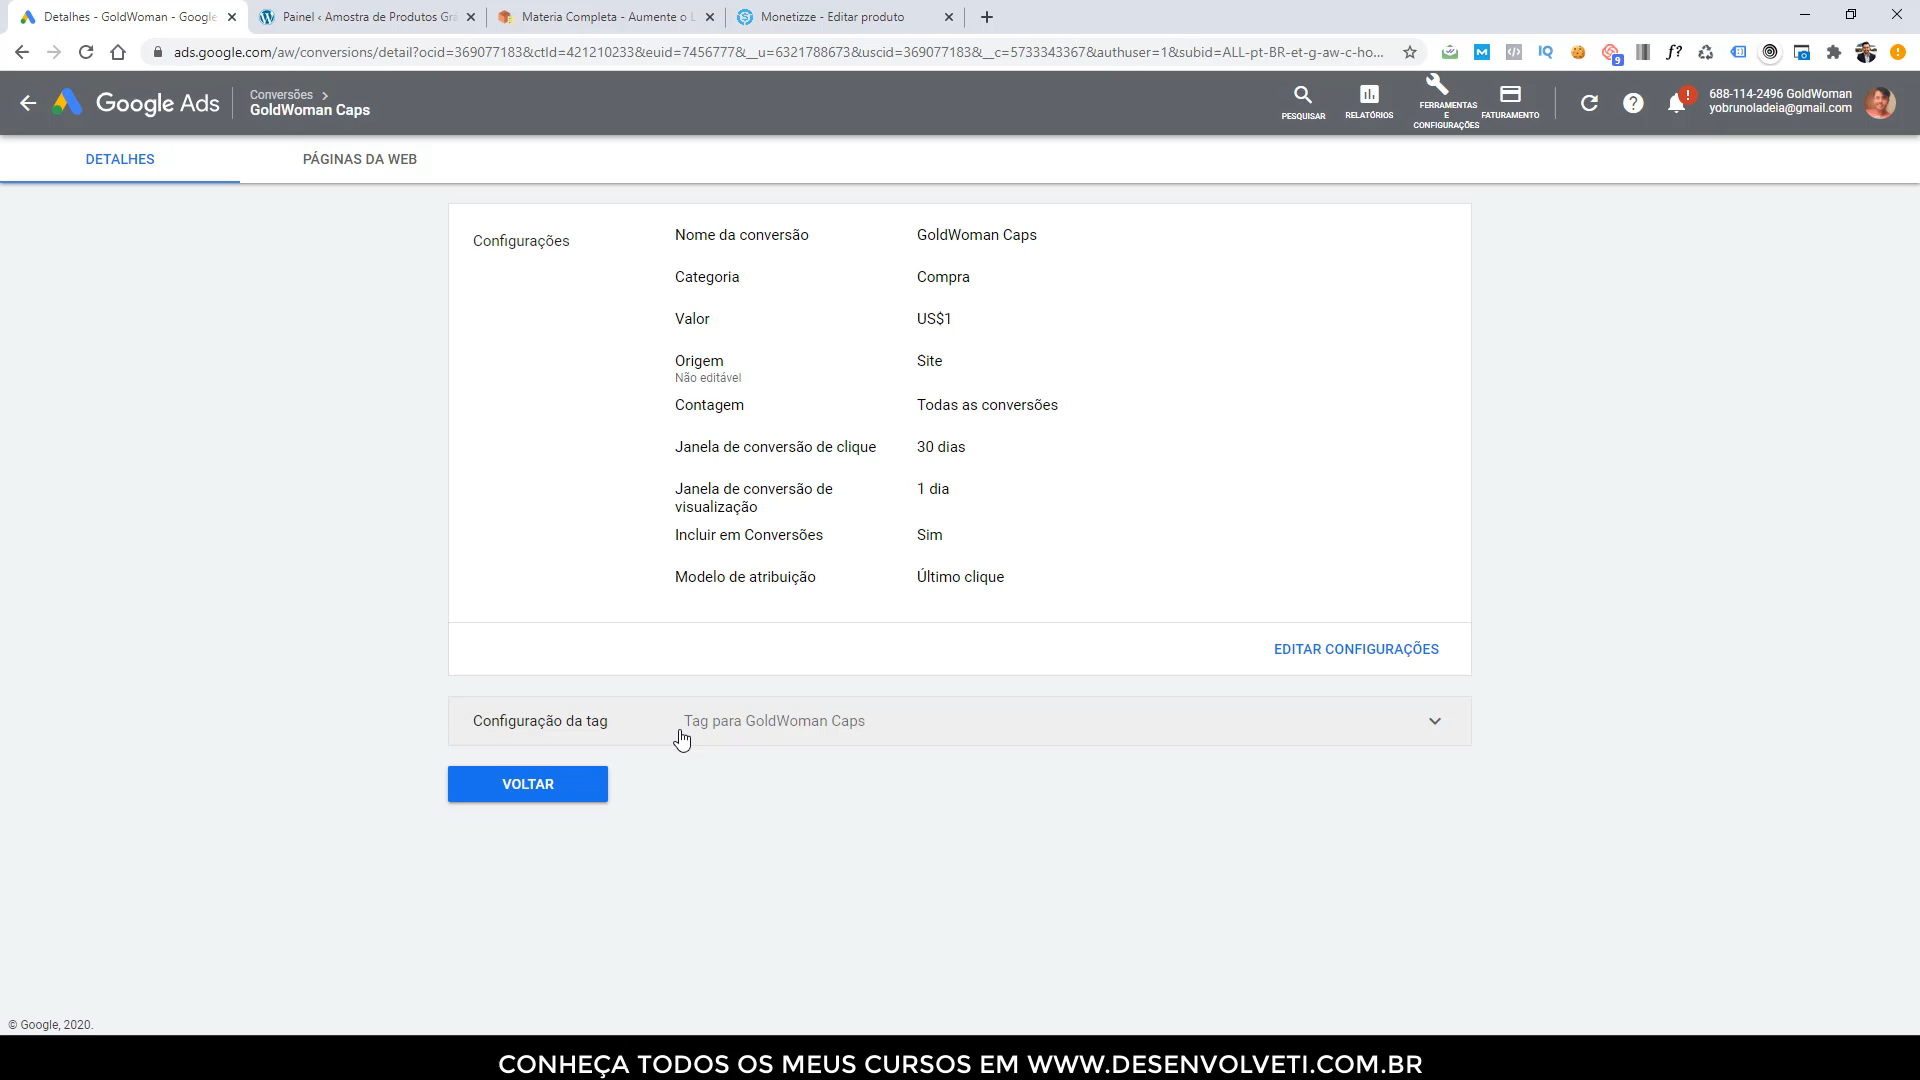 Detalhes - GoldWoman - Google
Painel ‹ Amostra de Produtos Grá
Materia Completa - Aumente o L
Monetizze - Editar produto
ads.google.com/aw/conversions/detail?ocid=369077183&ctId=421210233&euid=7456777&__u=6321788673&uscid=369077183&__c=5733343367&authuser=1&subid=ALL-pt-BR-et-g-aw-c-ho...
9
Google Ads
Conversões
GoldWoman Caps
PESQUISAR
RELATÓRIOS
FERRAMENTAS
E
CONFIGURAÇÕES
FATURAMENTO
688-114-2496 GoldWoman
yobrunoladeia@gmail.com
DETALHES
PÁGINAS DA WEB
Configurações
Nome da conversão
GoldWoman Caps
Categoria
Compra
Valor
US$1
Origem
Não editável
Site
Contagem
Todas as conversões
Janela de conversão de clique
30 dias
Janela de conversão de
visualização
1 dia
Incluir em Conversões
Sim
Modelo de atribuição
Último clique
EDITAR CONFIGURAÇÕES
Configuração da tag
Tag para GoldWoman Caps
VOLTAR
© Google, 2020.
CONHEÇA TODOS OS MEUS CURSOS EM WWW.DESENVOLVETI.COM.BR